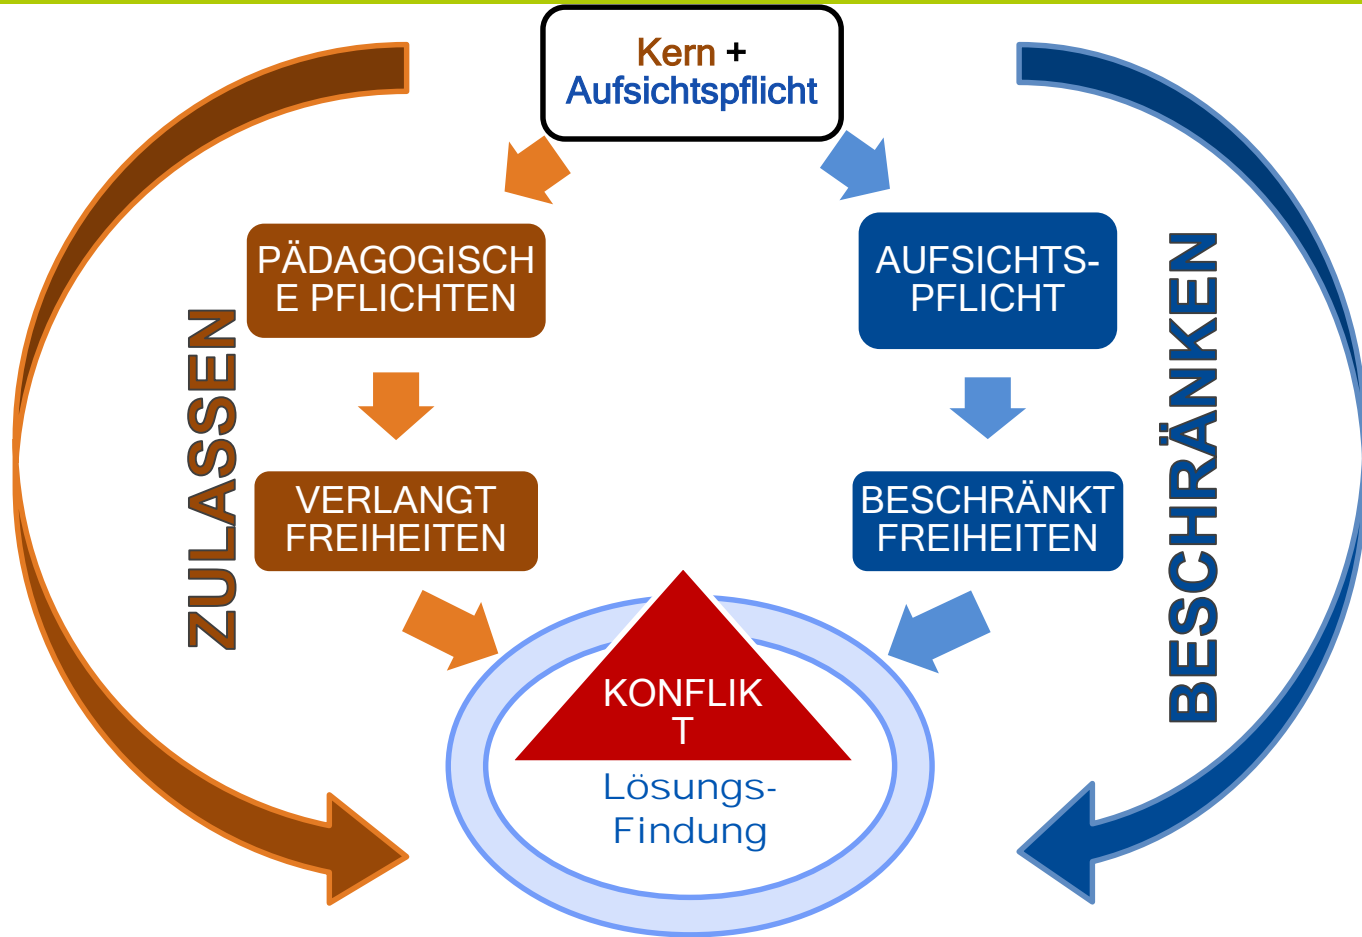 Kern +
Aufsichtspflicht
PÄDAGOGISCH
E PFLICHTEN
AUFSICHTS-
PFLICHT
ZULASSEN
BESCHRÄNKEN
VERLANGT
FREIHEITEN
BESCHRÄNKT
FREIHEITEN
KONFLIK
T
Lösungs-
Findung